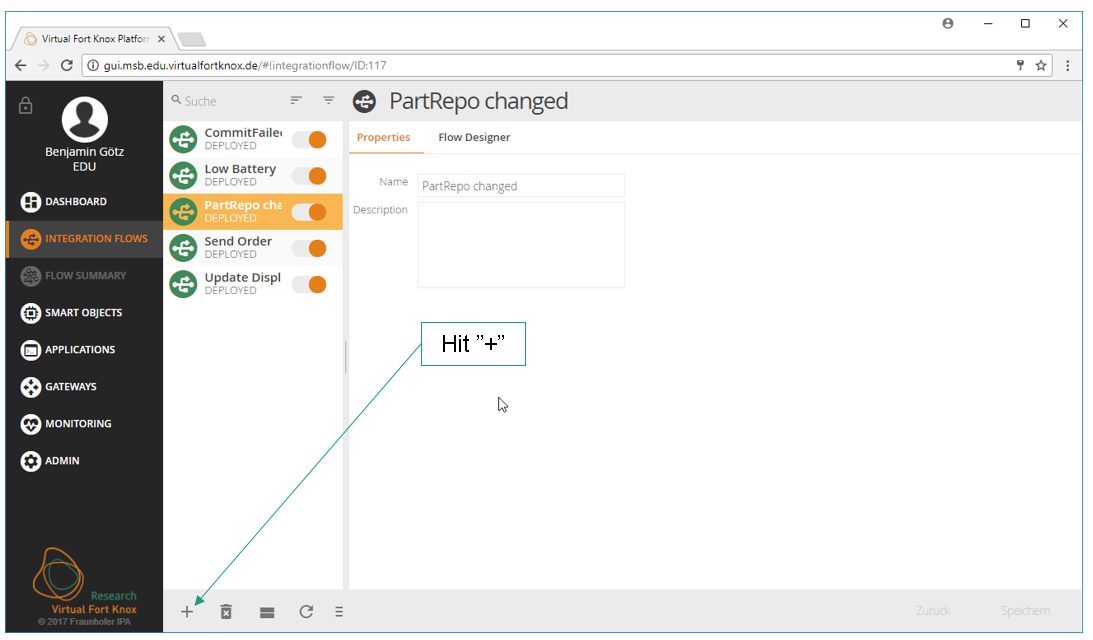 Virtual Fort Knox Platform
gui.msb.edu.virtualfortknox.de/#!integrationflow/ID:117
Benjamin Götz
EDU
DASHBOARD
INTEGRATION FLOWS
FLOW SUMMARY
SMART OBJECTS
APPLICATIONS
GATEWAYS
MONITORING
ADMIN
Research
Virtual Fort Knox
© 2017 Fraunhofer IPA
Suche
CommitFailed
DEPLOYED
Low Battery
DEPLOYED
PartRepo cha
DEPLOYED
Send Order
DEPLOYED
Update Displ
DEPLOYED
PartRepo changed
Properties Flow Designer
Name PartRepo changed
Description
Hit ”+”
Zurück Speichern